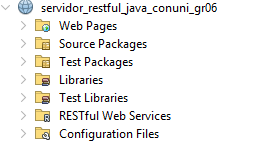 servidor_restful_java_conuni_gr06
Web Pages
Source Packages
Test Packages
Libraries
Test Libraries
RESTful Web Services
Configuration Files